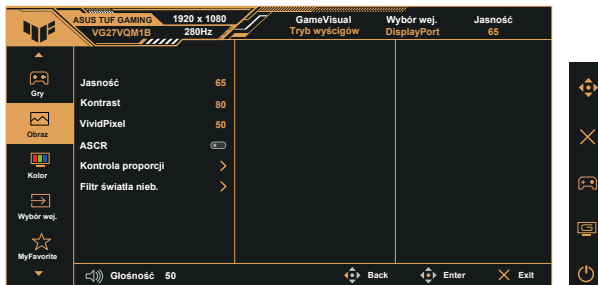 ASUS TUF GAMING 1920 x 1080 GameVisual Wybór wej. Jasność
VG27VQM1B 280Hz Tryb wyścigów DisplayPort 65
Gry
Obraz
Kolor
Wybór wej.
MyFavorite
Jasność 65
Kontrast 80
VividPixel 50
ASCR
Kontrola proporcji
Filtr światła nieb.
Głośność 50 Back Enter Exit